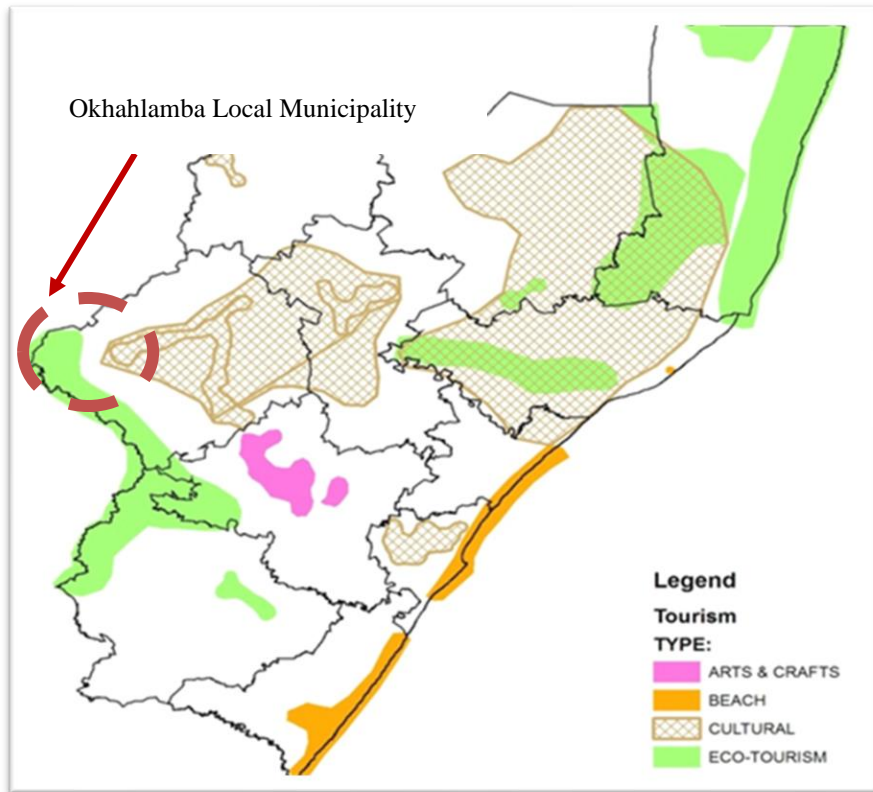 Okhahlamba Local Municipality
Legend
Tourism
TYPE:
ARTS & CRAFTS
BEACH
CULTURAL
ECO-TOURISM